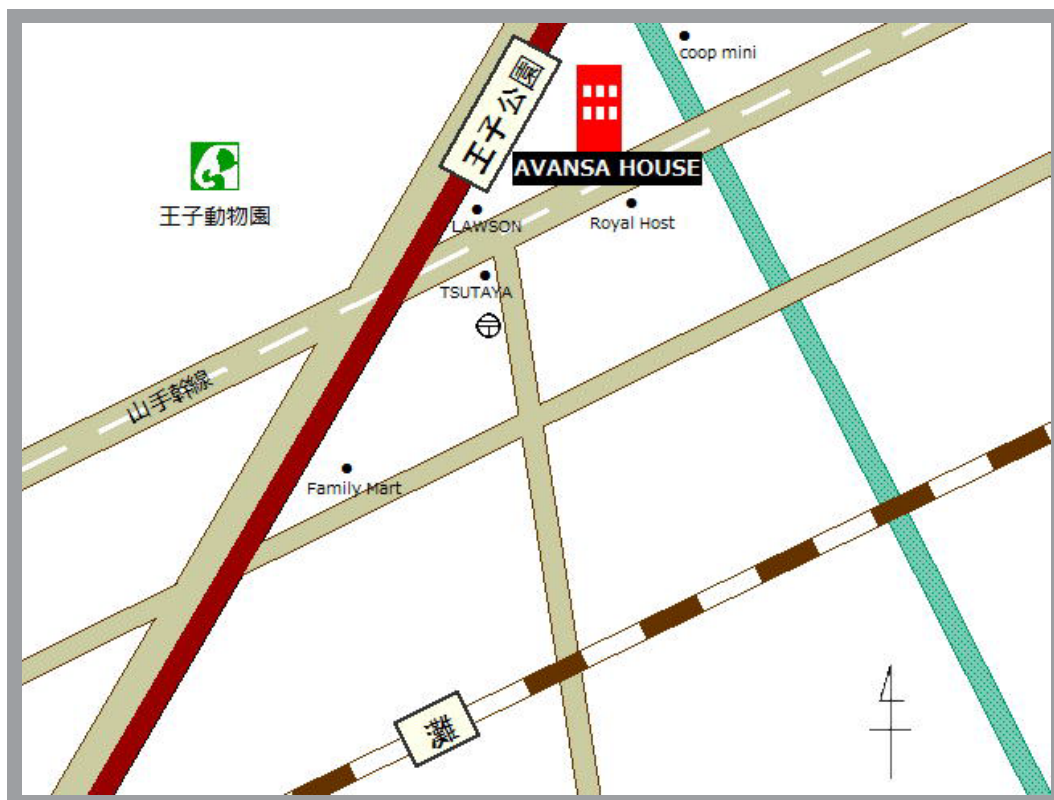 coop mini
王子公園
AVANSA HOUSE
王子動物園
LAWSON
Royal Host
TSUTAYA
〒
山手幹線
Family Mart
灘